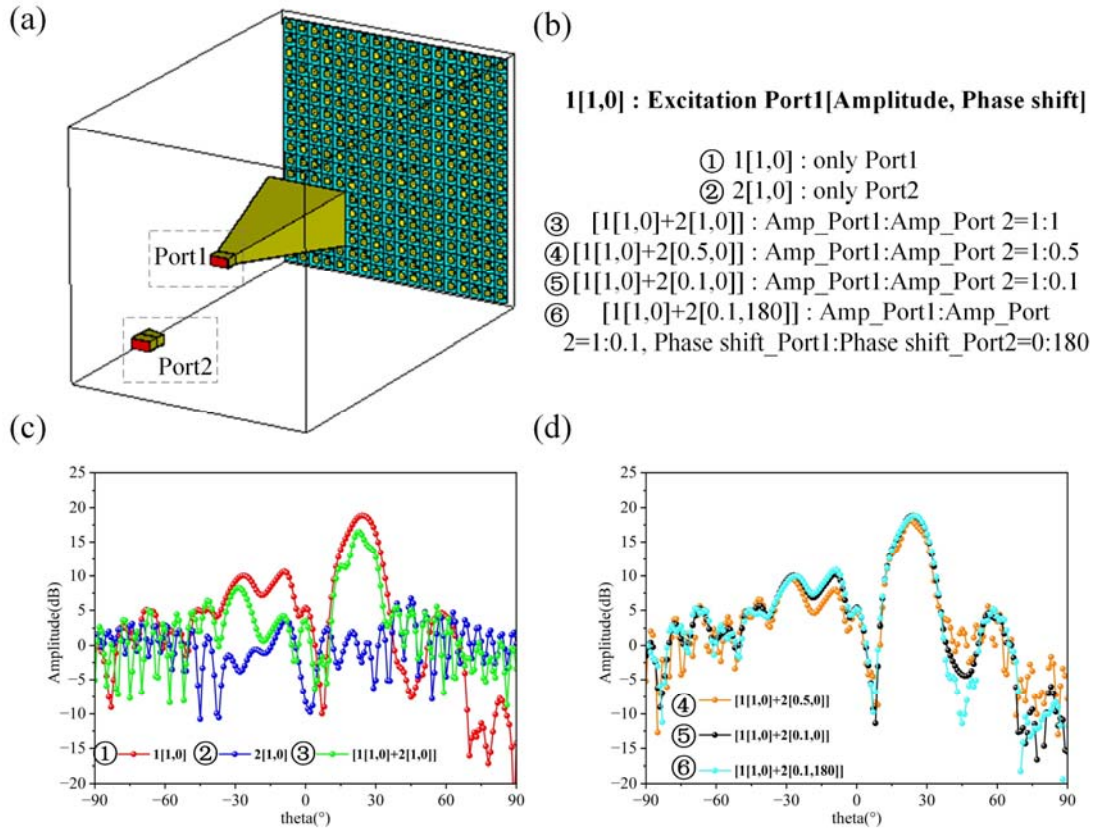 (a)
Port1
Port2
(b)
1[1,0] : Excitation Port1[Amplitude, Phase shift]
① 1[1,0] : only Port1
② 2[1,0] : only Port2
③ [1[1,0]+2[1,0]] : Amp_Port1:Amp_Port 2=1:1
④ [1[1,0]+2[0.5,0]] : Amp_Port1:Amp_Port 2=1:0.5
⑤ [1[1,0]+2[0.1,0]] : Amp_Port1:Amp_Port 2=1:0.1
⑥ [1[1,0]+2[0.1,180]] : Amp_Port1:Amp_Port
2=1:0.1, Phase shift_Port1:Phase shift_Port2=0:180
(c)
25
20
15
10
5
0
−5
−10
−15
−20
Amplitude(dB)
① 1[1,0] ② 2[1,0] ③ [1[1,0]+2[1,0]]
−90 −60 −30 0 30 60 90
theta(°)
(d)
25
20
15
10
5
0
−5
−10
−15
−20
Amplitude(dB)
④ [1[1,0]+2[0.5,0]]
⑤ [1[1,0]+2[0.1,0]]
⑥ [1[1,0]+2[0.1,180]]
−90 −60 −30 0 30 60 90
theta(°)